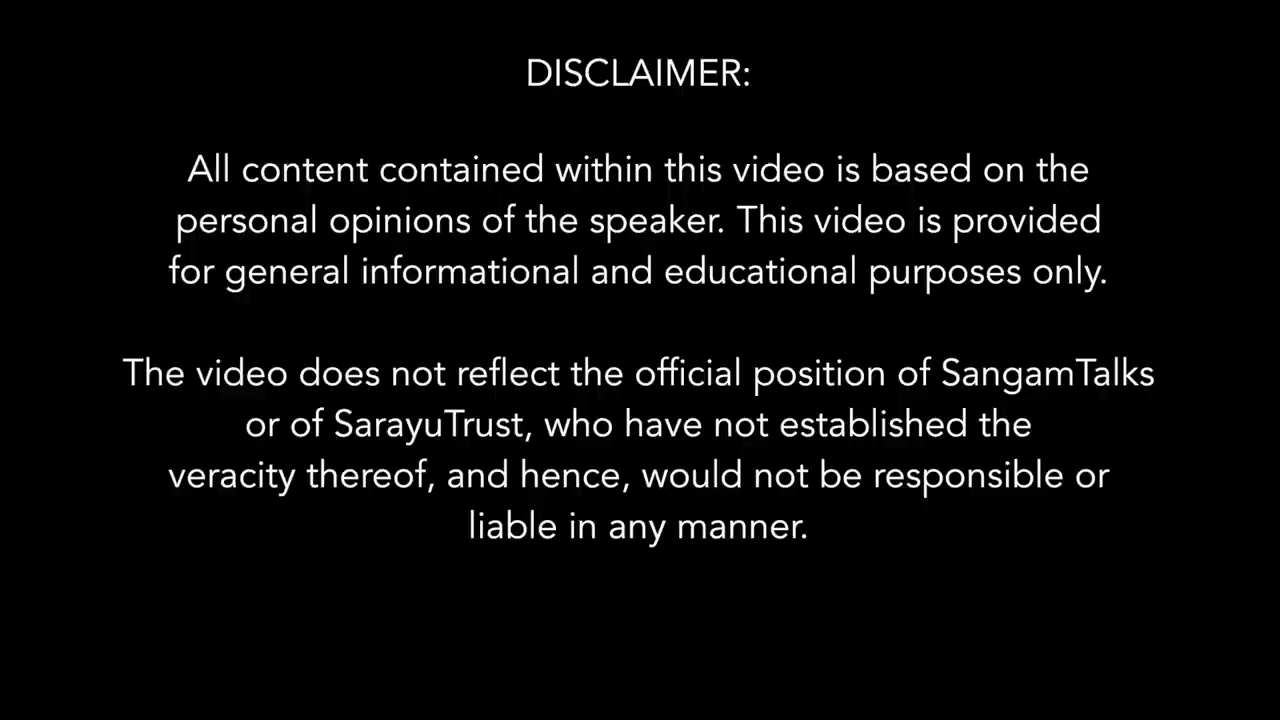 DISCLAIMER:
All content contained within this video is based on the
personal opinions of the speaker. This video is provided
for general informational and educational purposes only.
The video does not reflect the official position of SangamTalks
or of SarayuTrust, who have not established the
veracity thereof, and hence, would not be responsible or
liable in any manner.